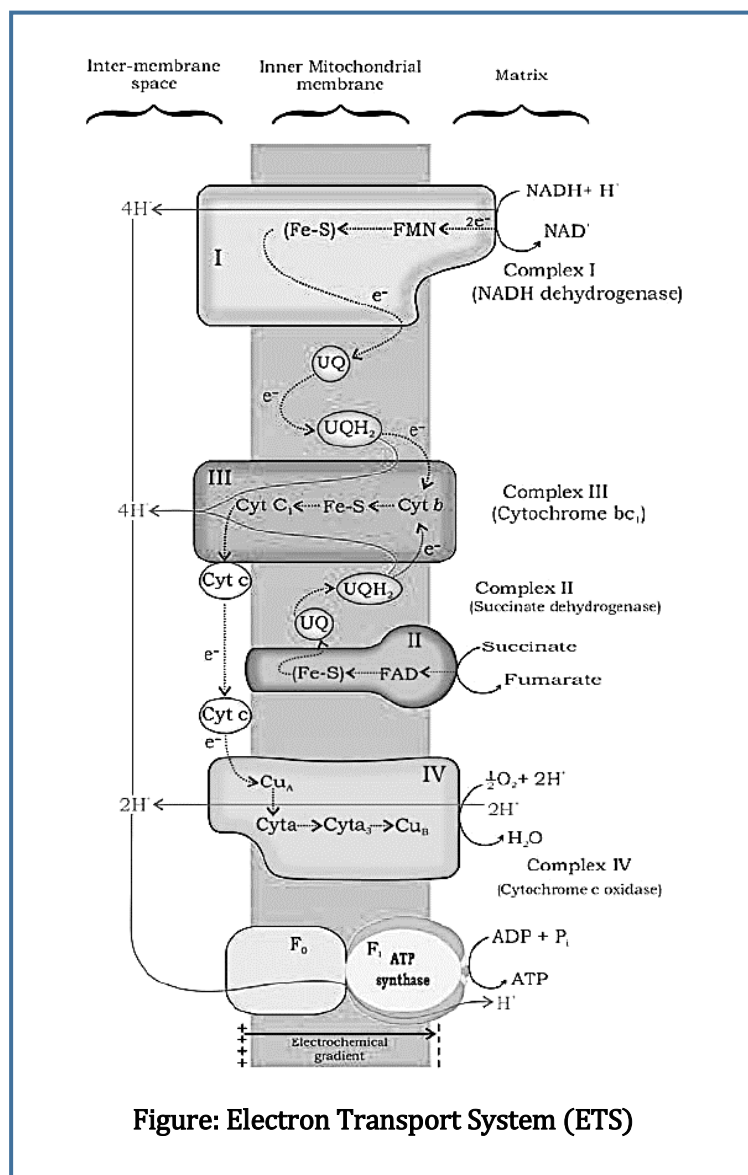 Inter-membrane
space
Inner Mitochondrial
membrane
Matrix
NADH+ H⁺
4H⁺
(Fe-S)
FMN
2e⁻
NAD⁺
I
Complex I
(NADH dehydrogenase)
e⁻
UQ
e⁻
UQH₂
e⁻
III
Complex III
(Cytochrome bc₁)
4H⁺
Cyt C₁
Fe-S
Cyt b
e⁻
Cyt c
UQH₂
Complex II
(Succinate dehydrogenase)
UQ
II
Succinate
e⁻
(Fe-S)
FAD
Fumarate
Cyt c
e⁻
IV
½O₂+ 2H⁺
Cu_A
2H⁺
2H⁺
Cyta
Cyta₃
Cu_B
H₂O
Complex IV
(Cytochrome c oxidase)
F₀
F₁
ATP
synthase
ADP + Pᵢ
ATP
H⁺
+
+
+
+
Electrochemical
gradient
Figure: Electron Transport System (ETS)